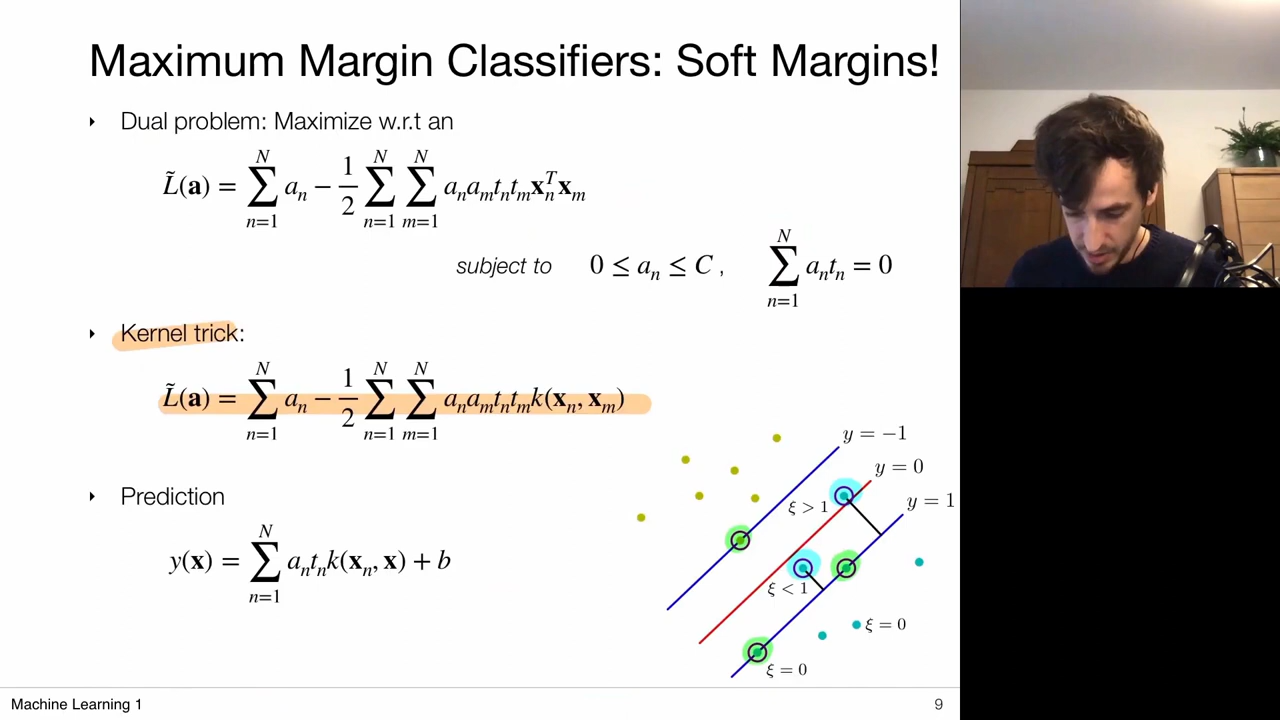 Maximum Margin Classifiers: Soft Margins!
‣ Dual problem: Maximize w.r.t an
L̃(𝐚) = ∑_{n=1}^{N} a_n − 1/2 ∑_{n=1}^{N} ∑_{m=1}^{N} a_n a_m t_n t_m 𝐱_n^T 𝐱_m
subject to 0 ≤ a_n ≤ C , ∑_{n=1}^{N} a_n t_n = 0
‣ Kernel trick:
L̃(𝐚) = ∑_{n=1}^{N} a_n − 1/2 ∑_{n=1}^{N} ∑_{m=1}^{N} a_n a_m t_n t_m k(𝐱_n, 𝐱_m)
‣ Prediction
y(𝐱) = ∑_{n=1}^{N} a_n t_n k(𝐱_n, 𝐱) + b
y = −1
y = 0
y = 1
ξ > 1
ξ < 1
ξ = 0
ξ = 0
Machine Learning 1
9